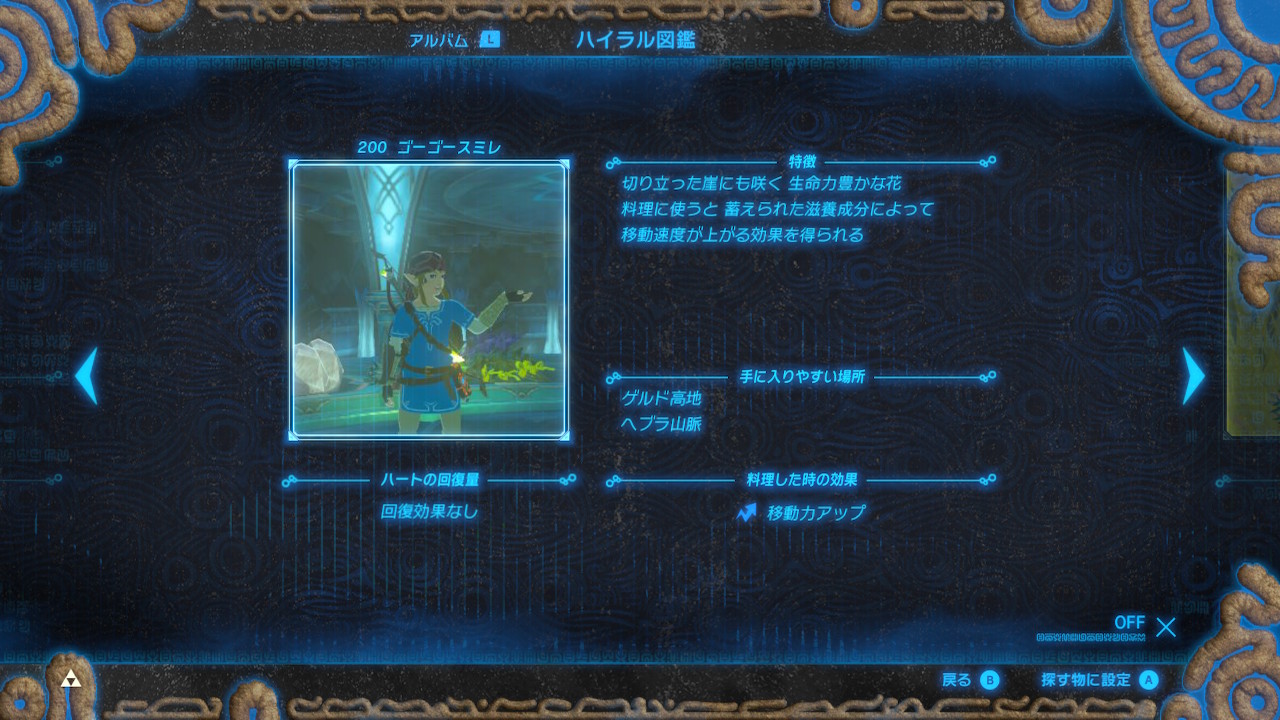 アルバム L
ハイラル図鑑
200 ゴーゴースミレ
特徴
切り立った崖にも咲く 生命力豊かな花
料理に使うと 蓄えられた滋養成分によって
移動速度が上がる効果を得られる
手に入りやすい場所
ゲルド高地
ヘブラ山脈
ハートの回復量
回復効果なし
料理した時の効果
移動力アップ
OFF
戻る B
探す物に設定 A